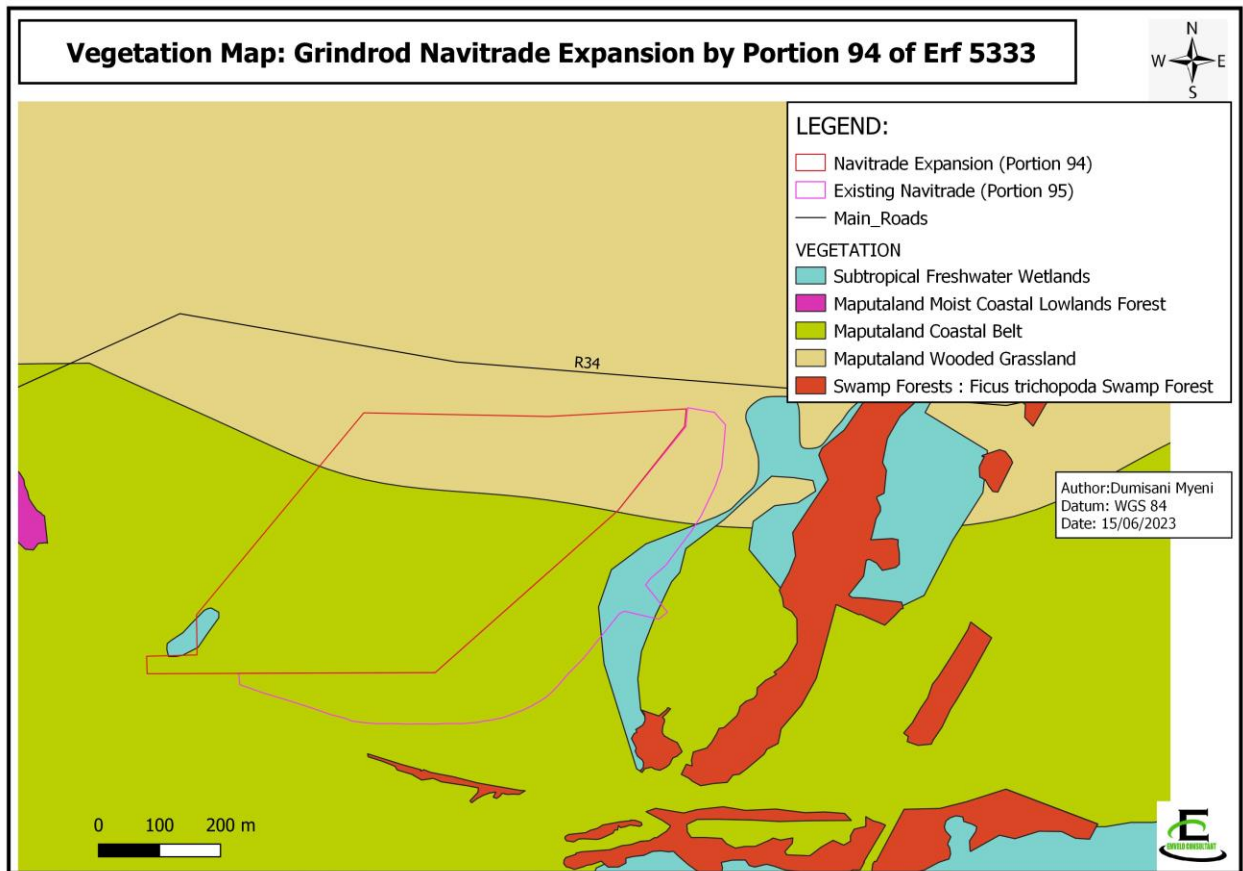 Vegetation Map: Grindrod Navitrade Expansion by Portion 94 of Erf 5333
N
W E
S
LEGEND:
Navitrade Expansion (Portion 94)
Existing Navitrade (Portion 95)
Main_Roads
VEGETATION
Subtropical Freshwater Wetlands
Maputaland Moist Coastal Lowlands Forest
Maputaland Coastal Belt
Maputaland Wooded Grassland
Swamp Forests : Ficus trichopoda Swamp Forest
R34
Author:Dumisani Myeni
Datum: WGS 84
Date: 15/06/2023
0 100 200 m
E
ENVELO CONSULTANT